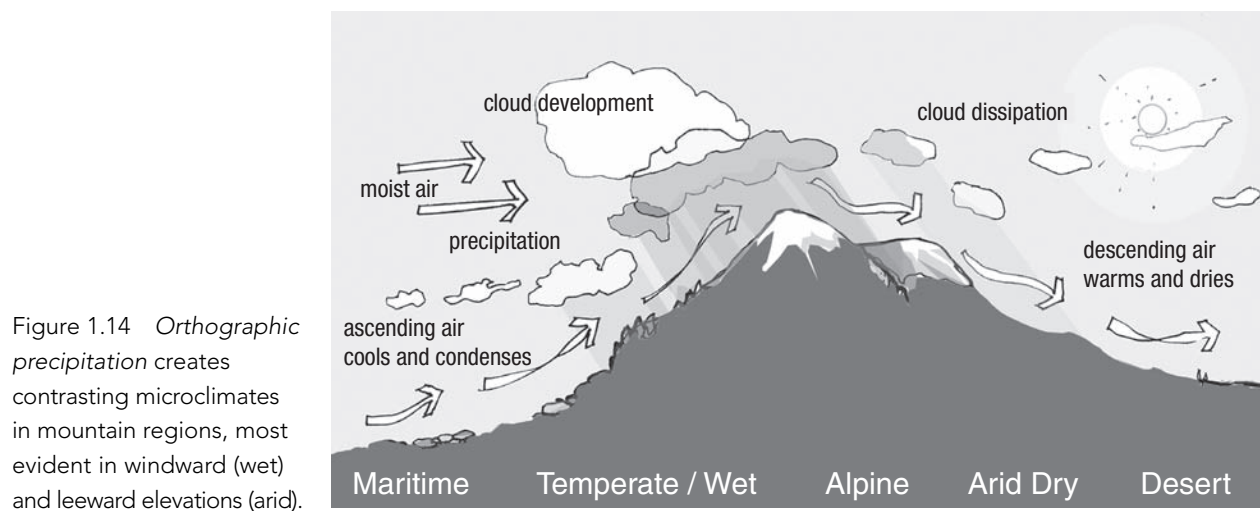 cloud development
cloud dissipation
moist air
precipitation
descending air
warms and dries
ascending air
cools and condenses
Figure 1.14 Orthographic
precipitation creates
contrasting microclimates
in mountain regions, most
evident in windward (wet)
and leeward elevations (arid).
Maritime Temperate / Wet Alpine Arid Dry Desert